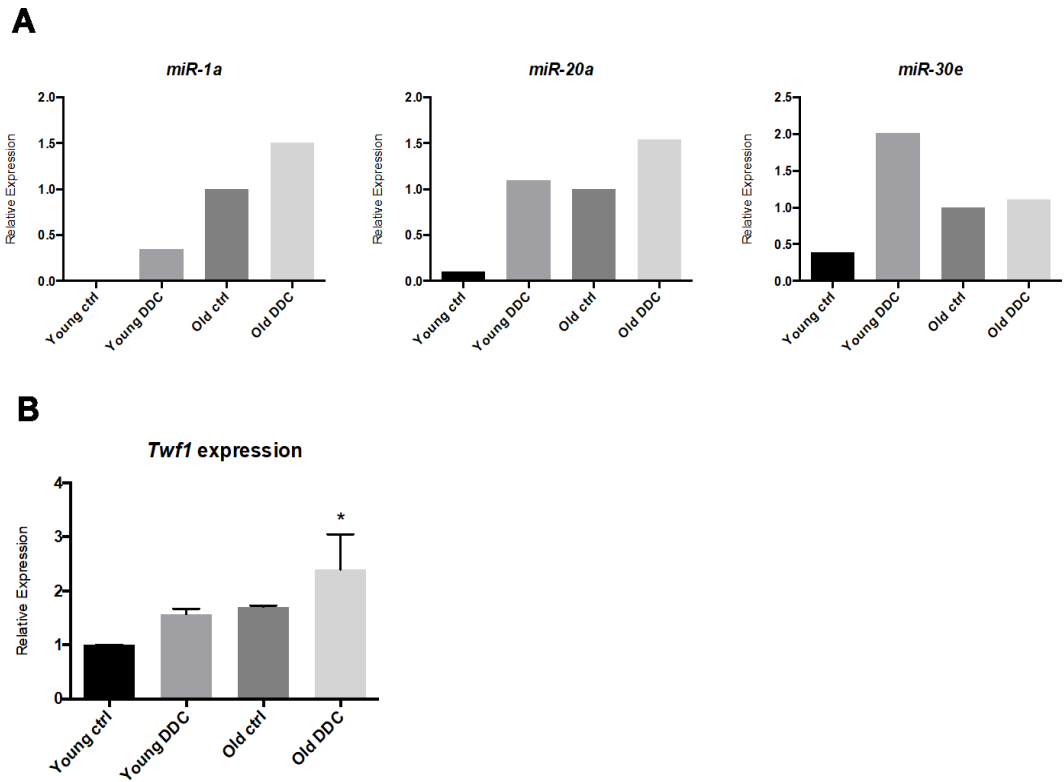 A
miR-1a
Relative Expression
2.0
1.5
1.0
0.5
0.0
Young ctrl
Young DDC
Old ctrl
Old DDC
miR-20a
Relative Expression
2.0
1.5
1.0
0.5
0.0
Young ctrl
Young DDC
Old ctrl
Old DDC
miR-30e
Relative Expression
2.5
2.0
1.5
1.0
0.5
0.0
Young ctrl
Young DDC
Old ctrl
Old DDC
B
Twf1 expression
Relative Expression
4
3
2
1
0
*
Young ctrl
Young DDC
Old ctrl
Old DDC